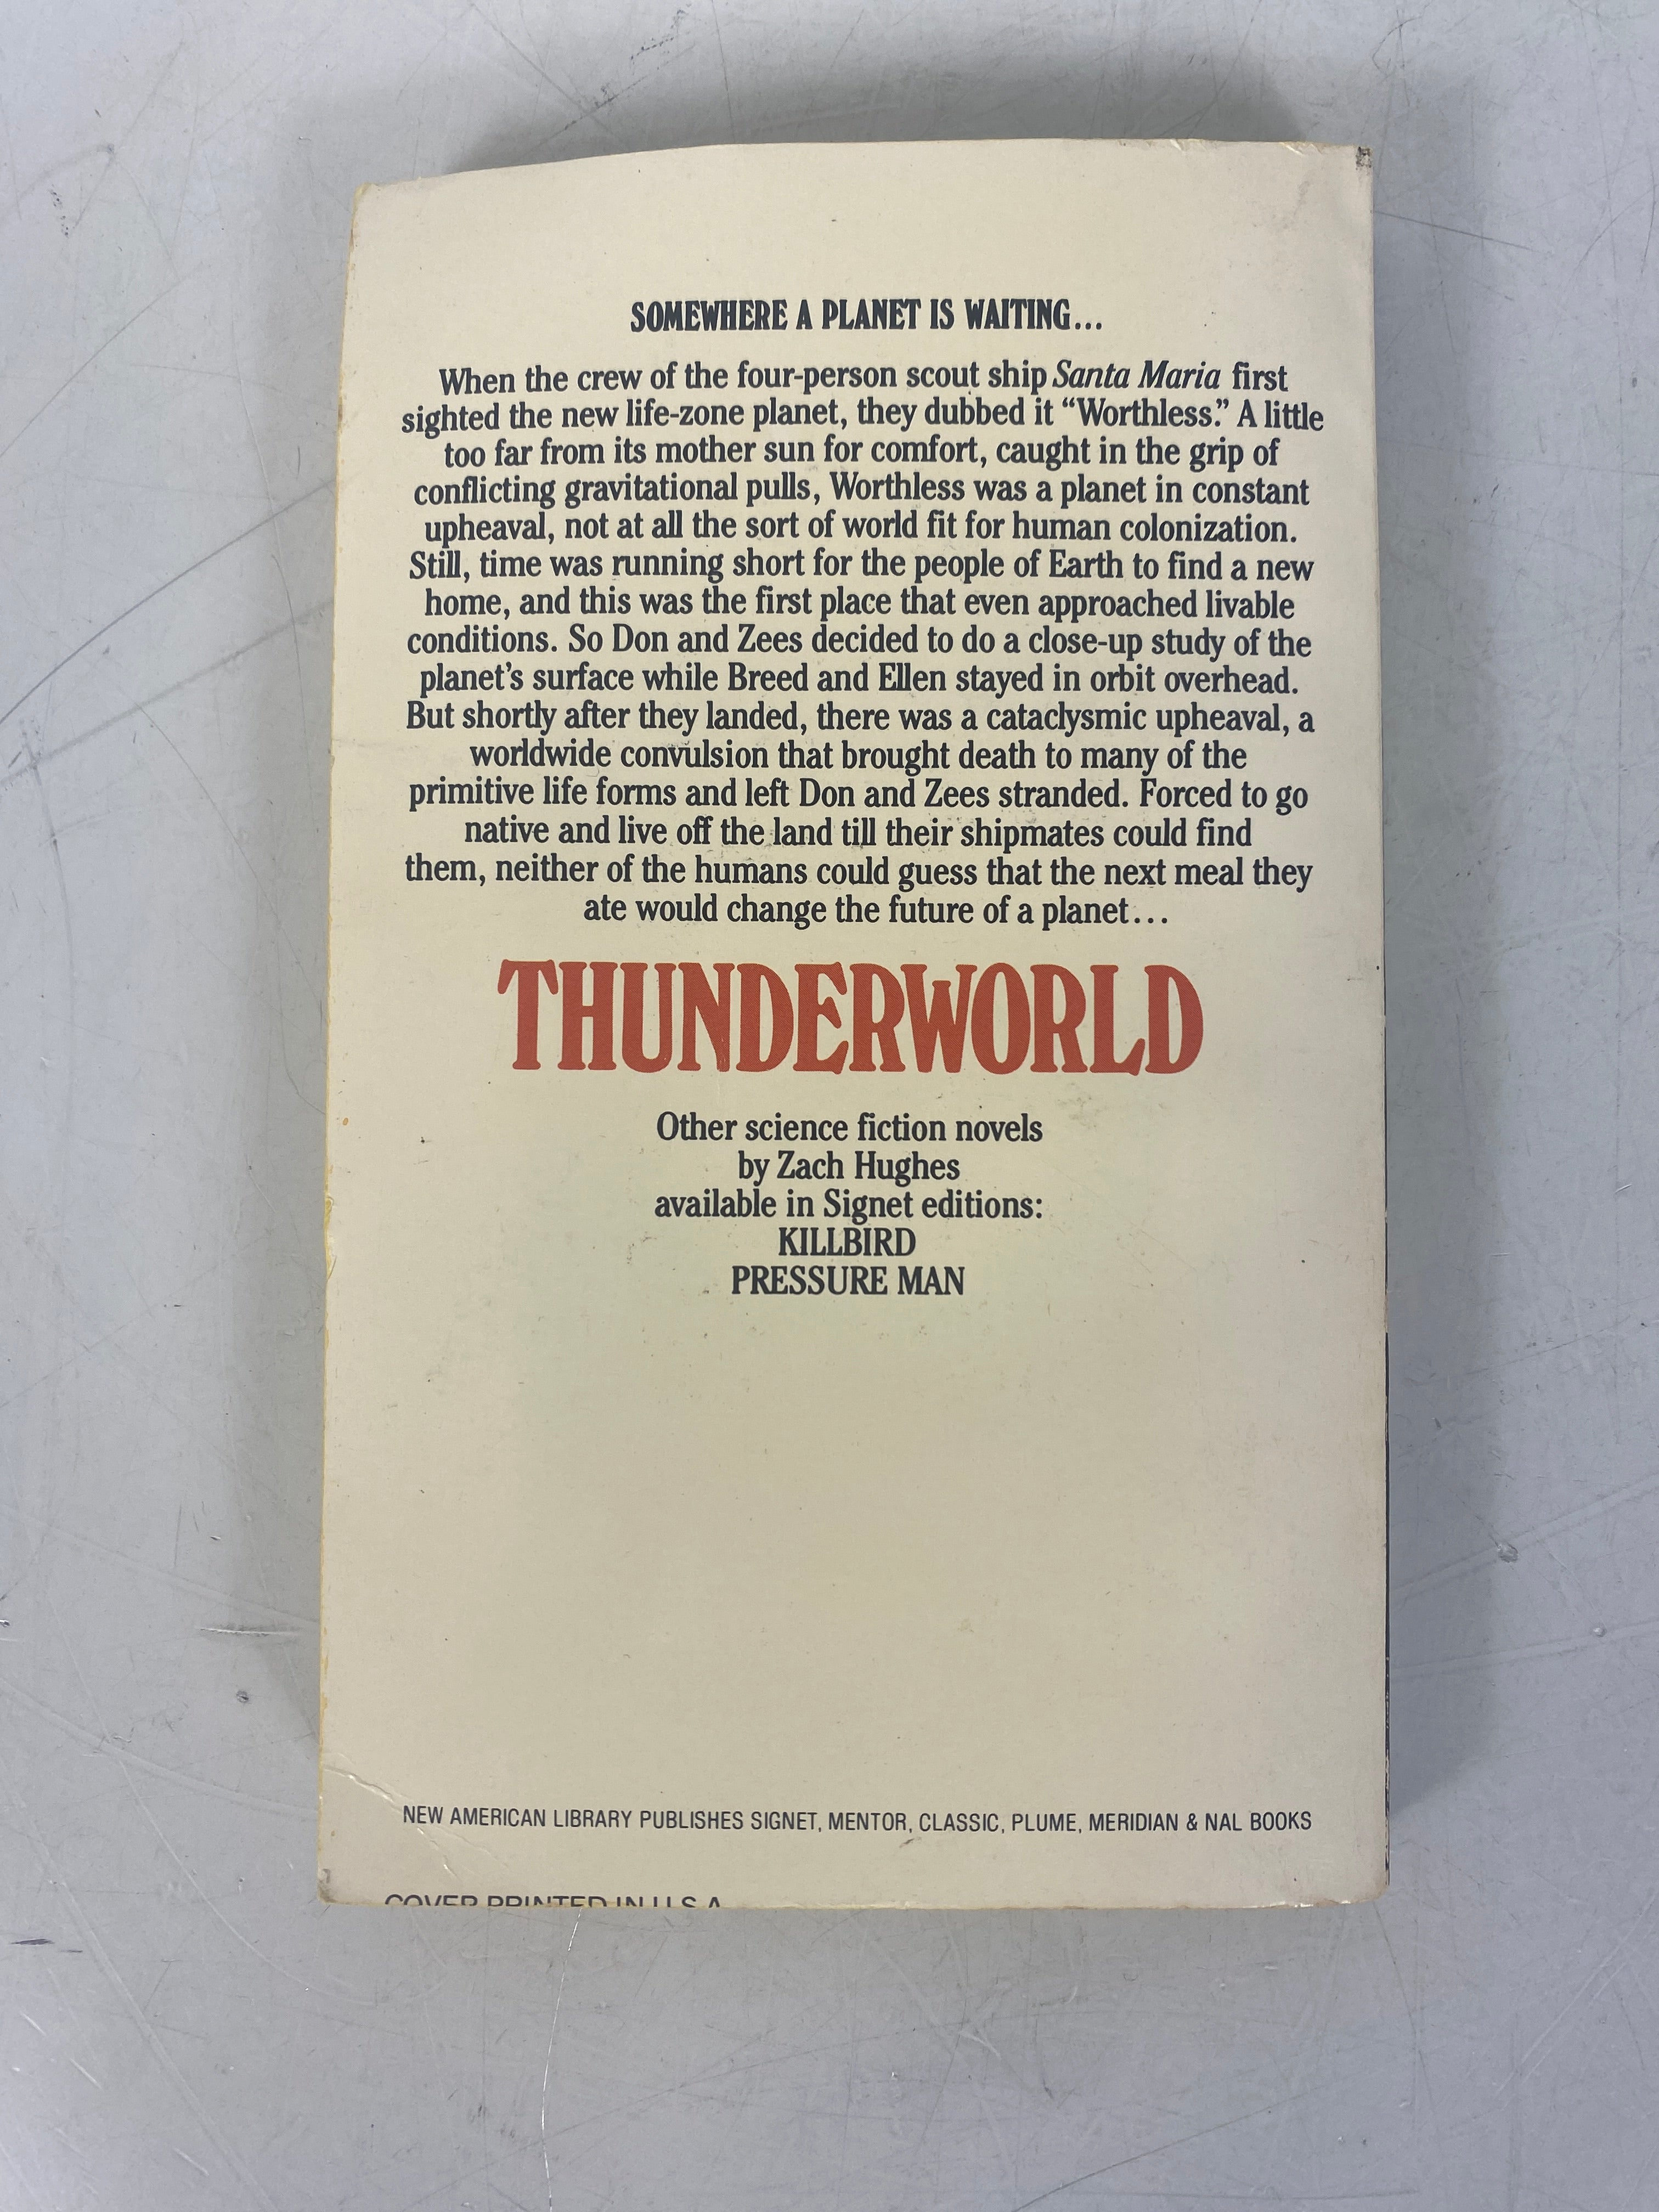 SOMEWHERE A PLANET IS WAITING...
When the crew of the four-person scout ship Santa Maria first
sighted the new life-zone planet, they dubbed it “Worthless.” A little
too far from its mother sun for comfort, caught in the grip of
conflicting gravitational pulls, Worthless was a planet in constant
upheaval, not at all the sort of world fit for human colonization.
Still, time was running short for the people of Earth to find a new
home, and this was the first place that even approached livable
conditions. So Don and Zees decided to do a close-up study of the
planet’s surface while Breed and Ellen stayed in orbit overhead.
But shortly after they landed, there was a cataclysmic upheaval, a
worldwide convulsion that brought death to many of the
primitive life forms and left Don and Zees stranded. Forced to go
native and live off the land till their shipmates could find
them, neither of the humans could guess that the next meal they
ate would change the future of a planet...
THUNDERWORLD
Other science fiction novels
by Zach Hughes
available in Signet editions:
KILLBIRD
PRESSURE MAN
NEW AMERICAN LIBRARY PUBLISHES SIGNET, MENTOR, CLASSIC, PLUME, MERIDIAN & NAL BOOKS
COVER PRINTED IN U.S.A.